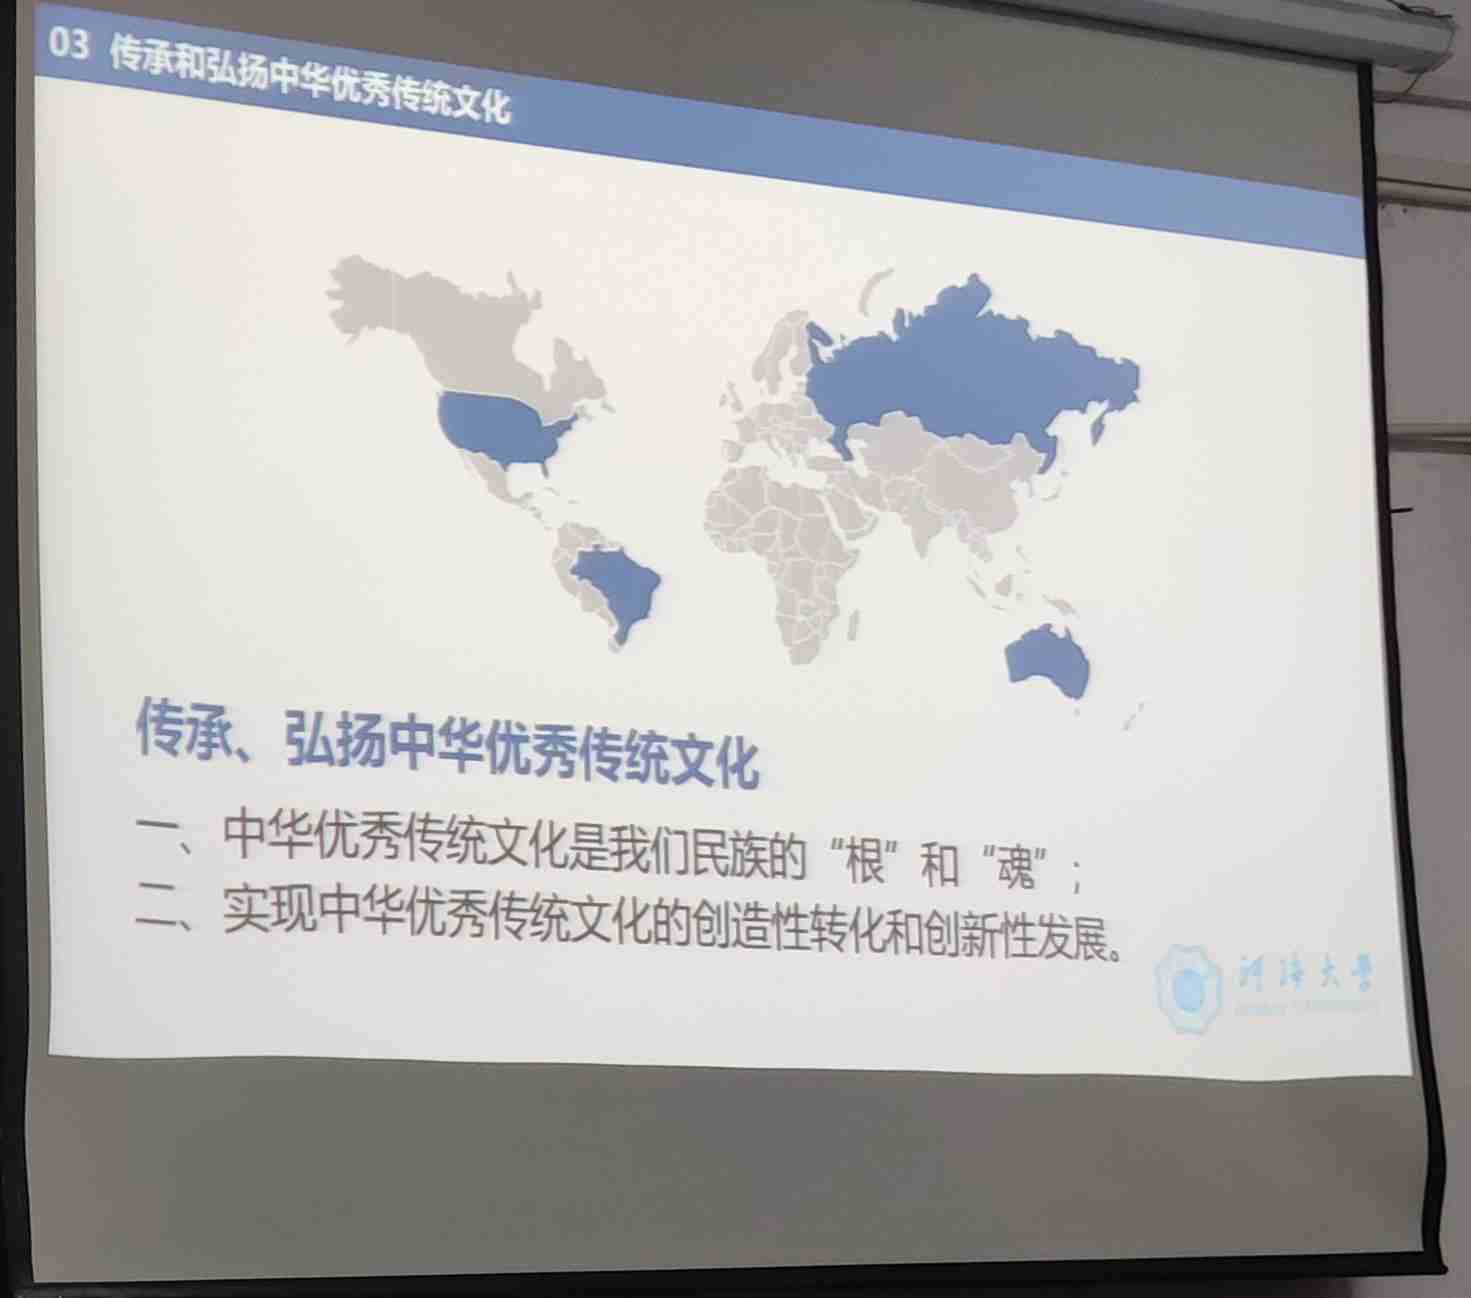 03 传承和弘扬中华优秀传统文化
传承、弘扬中华优秀传统文化
一、中华优秀传统文化是我们民族的“根”和“魂”；
二、实现中华优秀传统文化的创造性转化和创新性发展。
河海大学